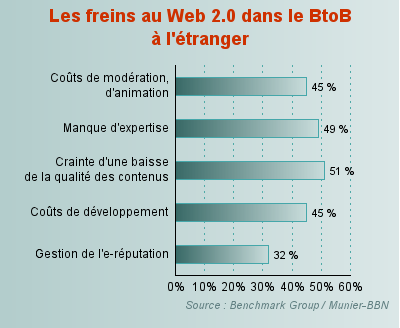 Les freins au Web 2.0 dans le BtoB
à l'étranger
Coûts de modération,
d'animation
45 %
Manque d'expertise
49 %
Crainte d'une baisse
de la qualité des contenus
51 %
Coûts de développement
45 %
Gestion de l'e-réputation
32 %
0% 10% 20% 30% 40% 50% 60%
Source : Benchmark Group / Munier-BBN